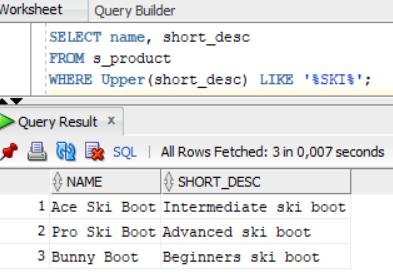 Worksheet Query Builder
SELECT name, short_desc
FROM s_product
WHERE Upper(short_desc) LIKE '%SKI%';
Query Result x
SQL | All Rows Fetched: 3 in 0,007 seconds
NAME SHORT_DESC
1 Ace Ski Boot Intermediate ski boot
2 Pro Ski Boot Advanced ski boot
3 Bunny Boot Beginners ski boot